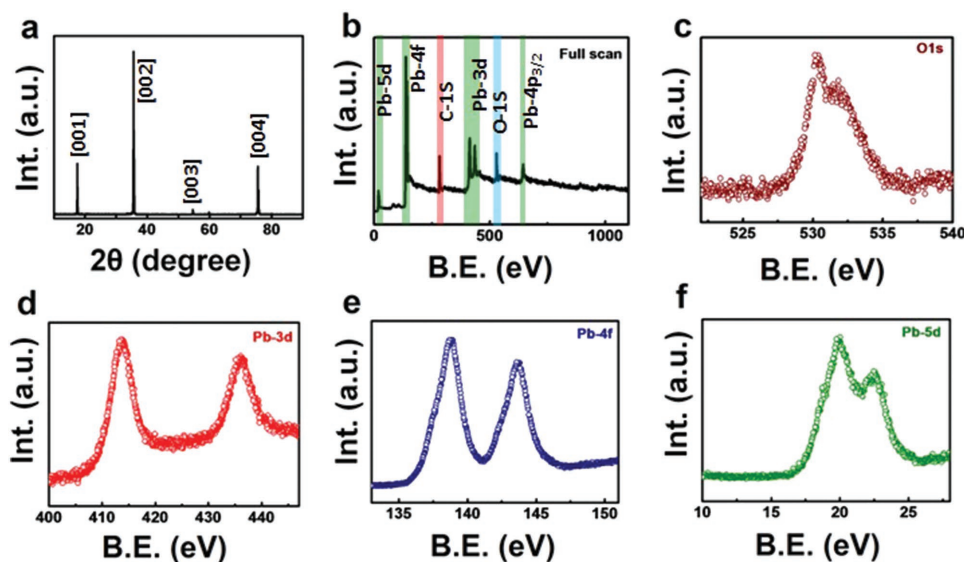 a
Int. (a.u.)
[001]
[002]
[003]
[004]
20 40 60 80
2θ (degree)
b
Int. (a.u.)
Full scan
Pb-5d
Pb-4f
C-1S
Pb-3d
O-1S
Pb-4p3/2
0 500 1000
B.E. (eV)
c
Int. (a.u.)
O1s
525 530 535 540
B.E. (eV)
d
Int. (a.u.)
Pb-3d
400 410 420 430 440
B.E. (eV)
e
Int. (a.u.)
Pb-4f
135 140 145 150
B.E. (eV)
f
Int. (a.u.)
Pb-5d
10 15 20 25
B.E. (eV)